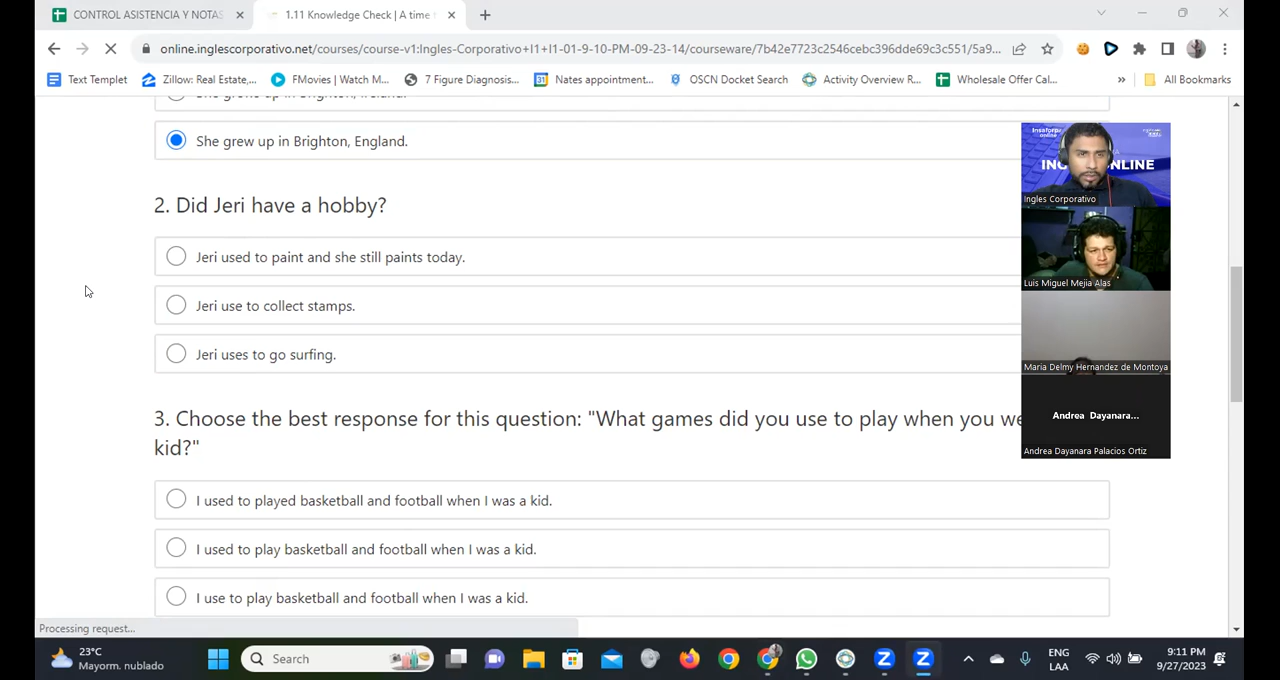 CONTROL ASISTENCIA Y NOTAS
1.11 Knowledge Check | A time
online.inglescorporativo.net/courses/course-v1:Ingles-Corporativo+I1+I1-01-9-10-PM-09-23-14/courseware/7b42e7723c2546cebc396dde69c3c551/5a9...
Text Templet
Zillow: Real Estate,...
FMovies | Watch M...
7 Figure Diagnosis...
Nates appointment...
OSCN Docket Search
Activity Overview R...
Wholesale Offer Cal...
»
All Bookmarks
She grew up in Brighton, England.
2. Did Jeri have a hobby?
Jeri used to paint and she still paints today.
Jeri use to collect stamps.
Jeri uses to go surfing.
3. Choose the best response for this question: "What games did you use to play when you we
kid?"
I used to played basketball and football when I was a kid.
I used to play basketball and football when I was a kid.
I use to play basketball and football when I was a kid.
Insaforp
online
ING NLINE
Ingles Corporativo
Luis Miguel Mejia Alas
Maria Delmy Hernandez de Montoya
Andrea Dayanara...
Andrea Dayanara Palacios Ortiz
Processing request...
23°C
Mayorm. nublado
Search
ENG
LAA
9:11 PM
9/27/2023